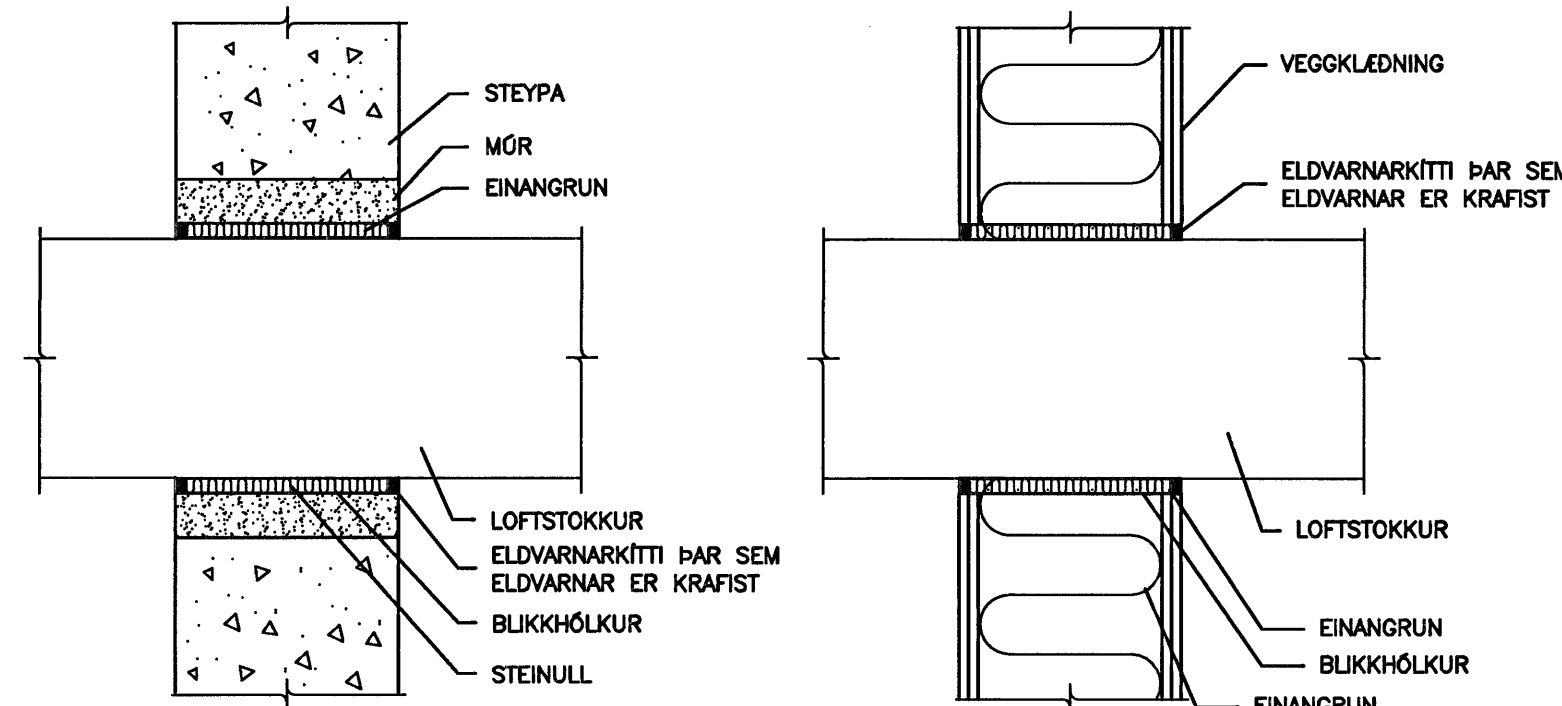 STEYPA
MÚR
EINANGRUN
LOFTSTOKKUR
ELDVARNARKÍTTI ÞAR SEM
ELDVARNAR ER KRAFIST
BLIKKHÓLKUR
STEINULL
VEGGKLÆÐNING
ELDVARNARKÍTTI ÞAR SEM
ELDVARNAR ER KRAFIST
LOFTSTOKKUR
EINANGRUN
BLIKKHÓLKUR
EINANGRUN